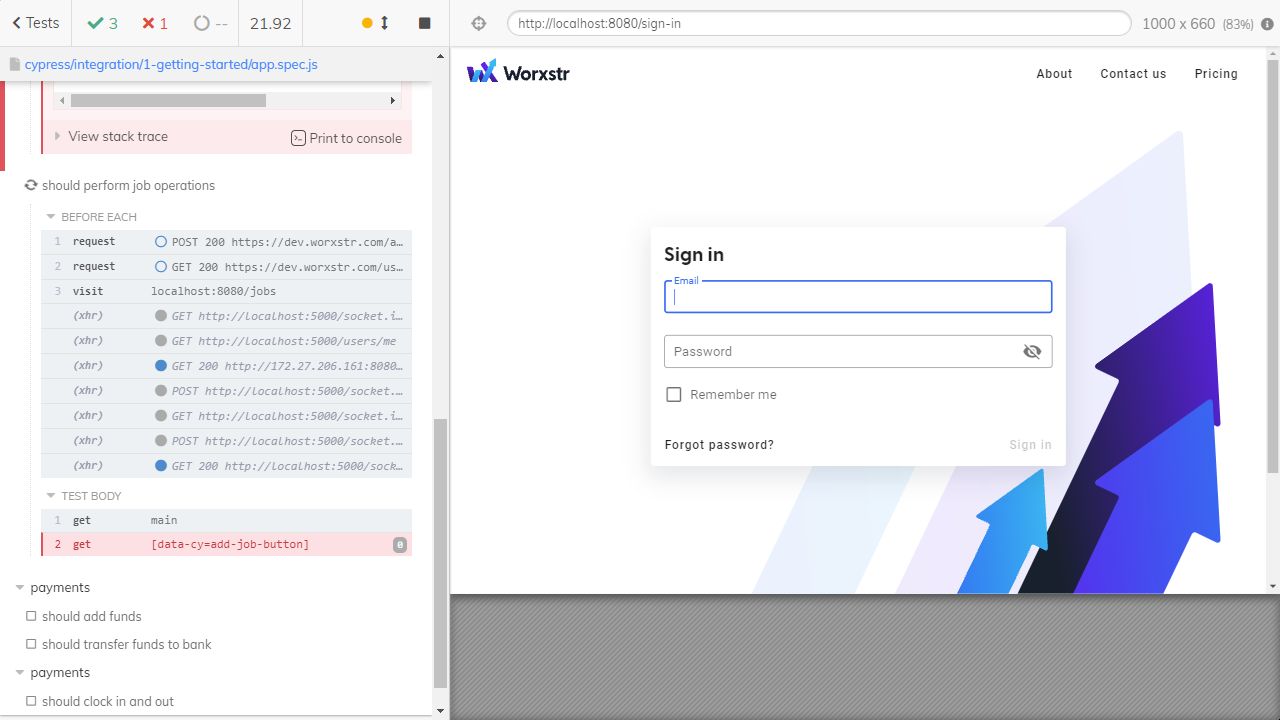 Tests
3
1
--
21.92
http://localhost:8080/sign-in
1000 x 660 (83%)
cypress/integration/1-getting-started/app.spec.js
View stack trace
Print to console
should perform job operations
BEFORE EACH
1 request POST 200 https://dev.worxstr.com/a…
2 request GET 200 https://dev.worxstr.com/us…
3 visit localhost:8080/jobs
(xhr) GET http://localhost:5000/socket.i…
(xhr) GET http://localhost:5000/users/me
(xhr) GET 200 http://172.27.206.161:8080…
(xhr) POST http://localhost:5000/socket.…
(xhr) GET http://localhost:5000/socket.i…
(xhr) POST http://localhost:5000/socket.…
(xhr) GET 200 http://localhost:5000/sock…
TEST BODY
1 get main
2 get [data-cy=add-job-button] 0
payments
should add funds
should transfer funds to bank
payments
should clock in and out
Worxstr
About
Contact us
Pricing
Sign in
Email
Password
Remember me
Forgot password?
Sign in